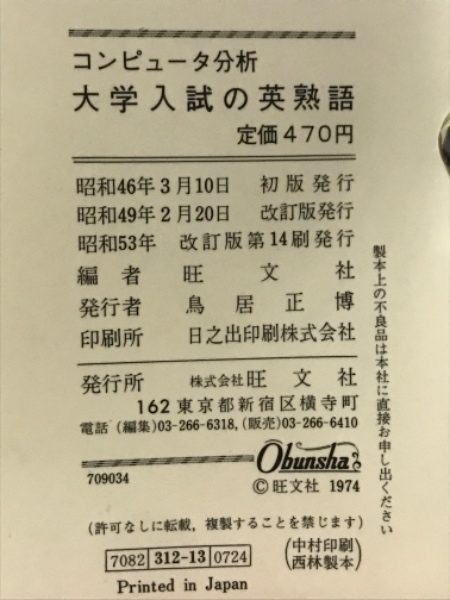 コンピュータ分析
大学入試の英熟語
定価470円
昭和46年3月10日 初版発行
昭和49年2月20日 改訂版発行
昭和53年 改訂版第14刷発行
編者 旺文社
発行者 鳥居正博
印刷所 日之出印刷株式会社
発行所 株式会社旺文社
162東京都新宿区横寺町
電話(編集)03-266-6318,(販売)03-266-6410
Obunsha
709034
Ⓒ旺文社 1974
(許可なしに転載,複製することを禁じます)
7082 312-13 0724
(中村印刷
西林製本)
Printed in Japan
製本上の不良品は本社に直接お申し出ください